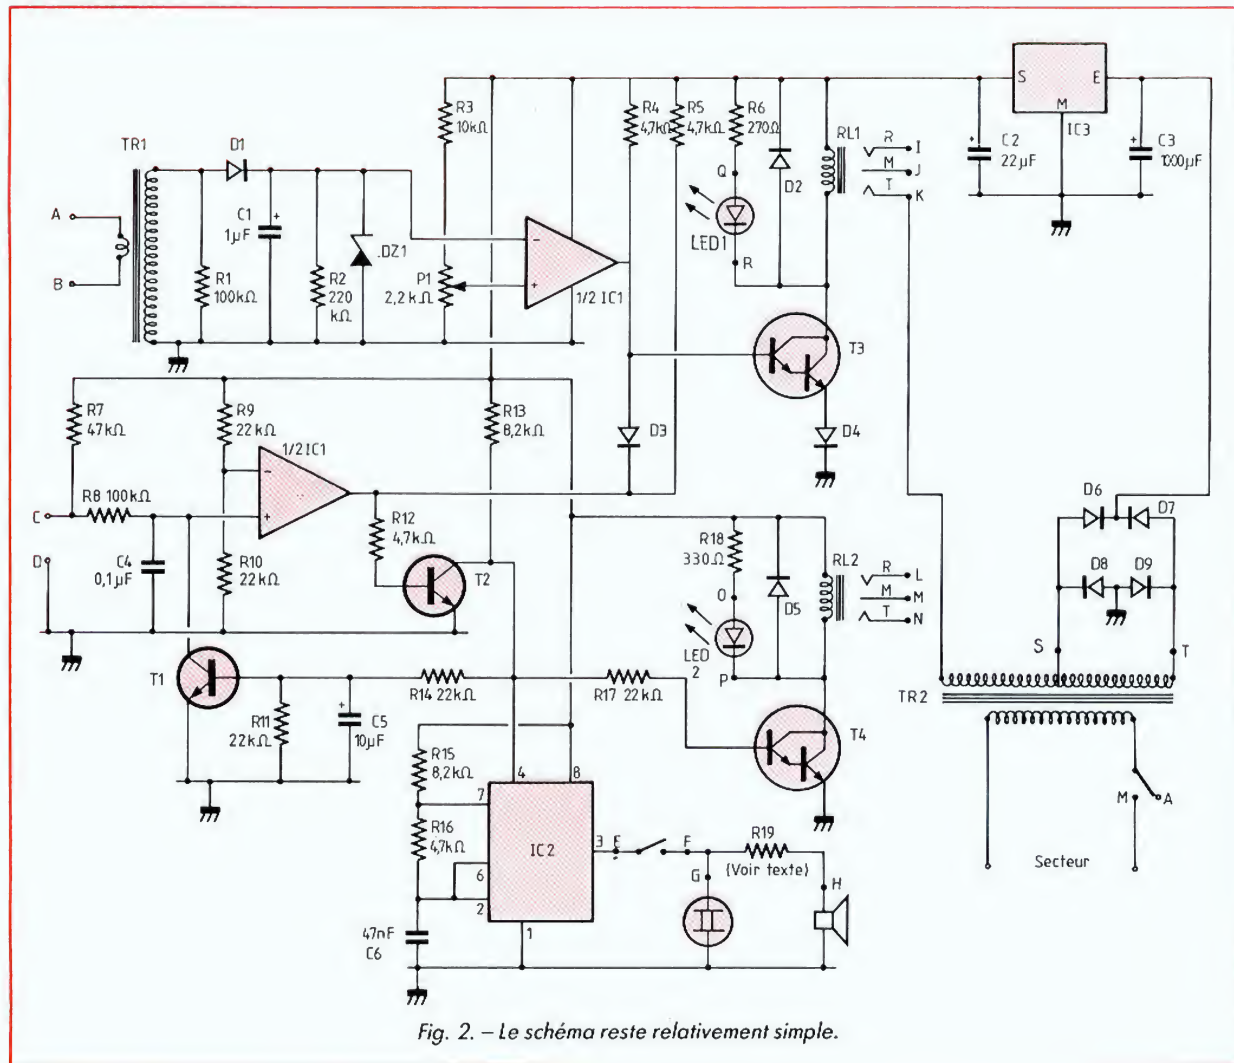 TR1
A
B
D1
C1
1µF
+
R1
100kΩ
R2
220
kΩ
DZ1
R3
10kΩ
P1
2,2kΩ
-
+
1/2 IC1
R4
4,7kΩ
R5
4,7kΩ
R6
270Ω
Q
LED1
R
D2
RL1
R
I
M
J
T
K
T3
D4
D3
S
E
M
IC3
+
C2
22µF
+
C3
1000µF
R7
47kΩ
R9
22kΩ
R13
8,2kΩ
1/2 IC1
-
+
C
R8 100kΩ
D
C4
0,1µF
R10
22kΩ
R12
4,7kΩ
T2
T1
R11
22kΩ
+
C5
10µF
R14 22kΩ
R17 22kΩ
R18
330Ω
O
LED
2
P
D5
RL2
R
L
M
M
T
N
T4
D6
D7
D8
D9
S
T
TR2
M
A
Secteur
R15
8,2kΩ
R16
4,7kΩ
47nF
C6
7
6
2
4
8
IC2
3
1
E
F
G
R19
(Voir texte)
H
Fig. 2. – Le schéma reste relativement simple.